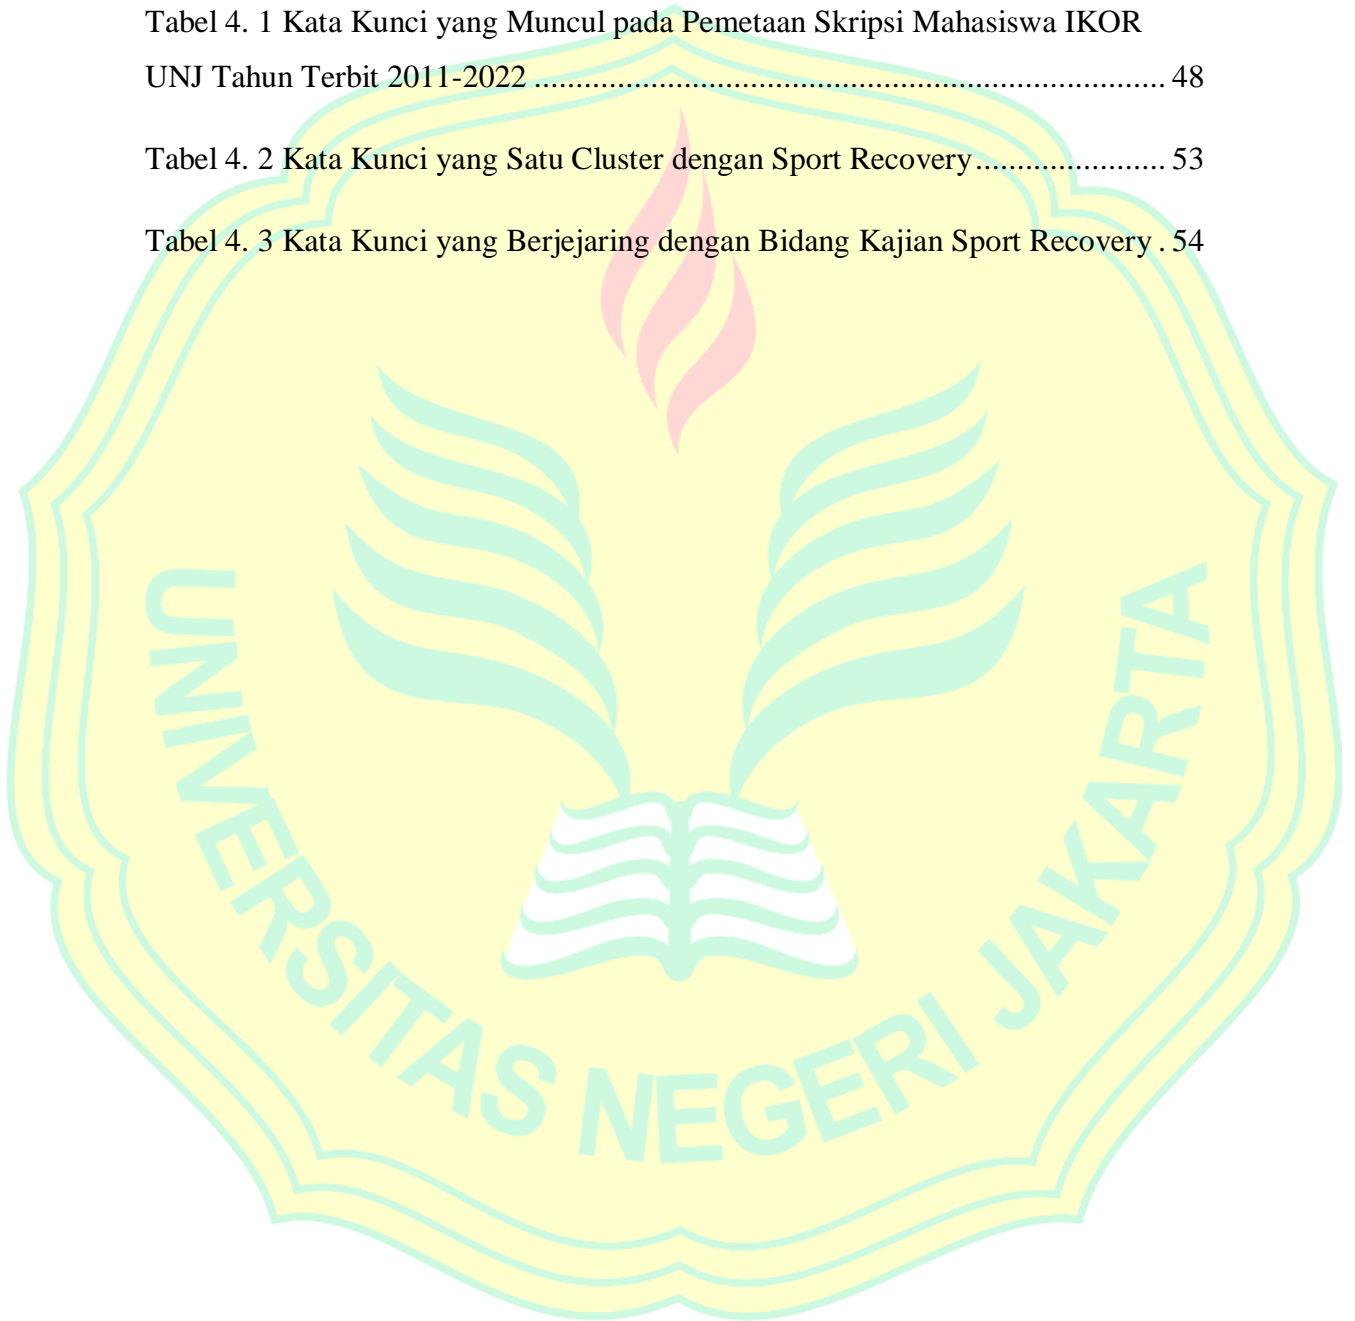 Tabel 4. 1 Kata Kunci yang Muncul pada Pemetaan Skripsi Mahasiswa IKOR
UNJ Tahun Terbit 2011-2022 ............................................................................. 48
Tabel 4. 2 Kata Kunci yang Satu Cluster dengan Sport Recovery....................... 53
Tabel 4. 3 Kata Kunci yang Berjejaring dengan Bidang Kajian Sport Recovery . 54
UNIVERSITAS NEGERI JAKARTA